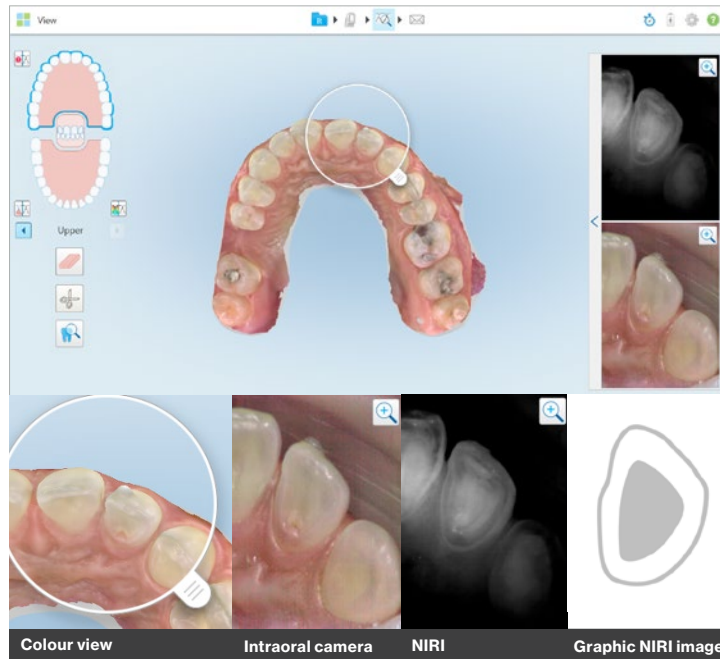 View
Upper
Colour view
Intraoral camera
NIRI
Graphic NIRI image